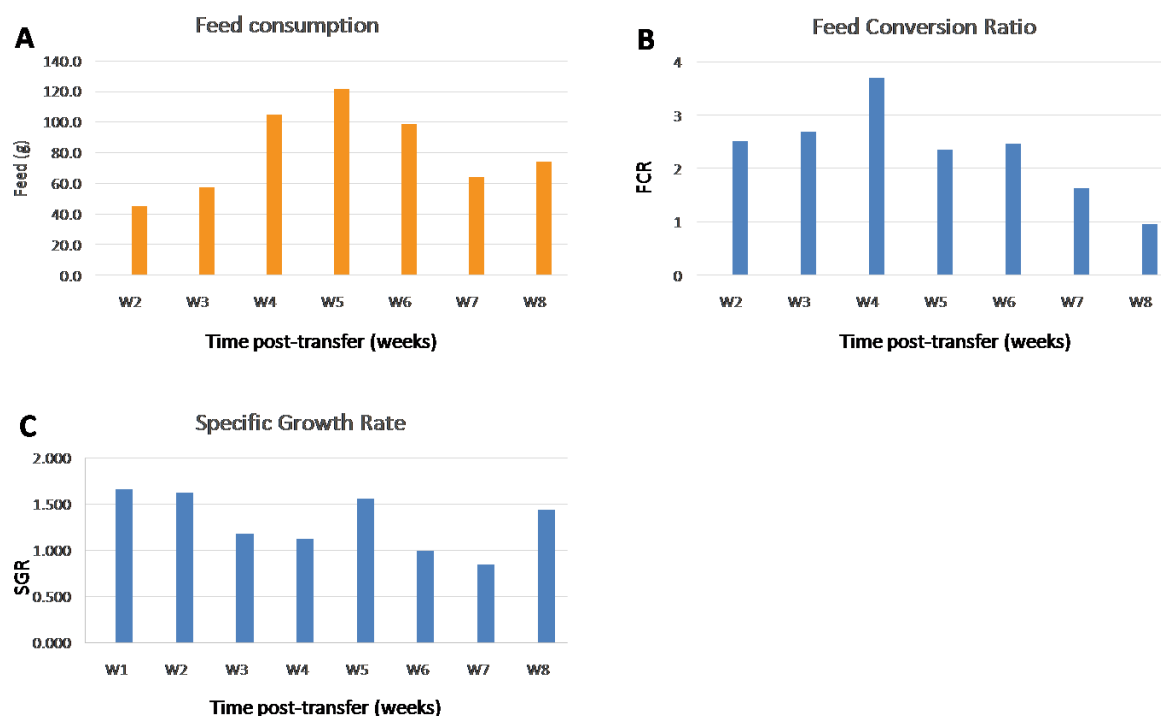 A
Feed consumption
140.0
120.0
100.0
80.0
60.0
40.0
20.0
0.0
Feed (g)
W2 W3 W4 W5 W6 W7 W8
Time post-transfer (weeks)
B
Feed Conversion Ratio
4
3
2
1
0
FCR
W2 W3 W4 W5 W6 W7 W8
Time post-transfer (weeks)
C
Specific Growth Rate
2.000
1.500
1.000
0.500
0.000
SGR
W1 W2 W3 W4 W5 W6 W7 W8
Time post-transfer (weeks)